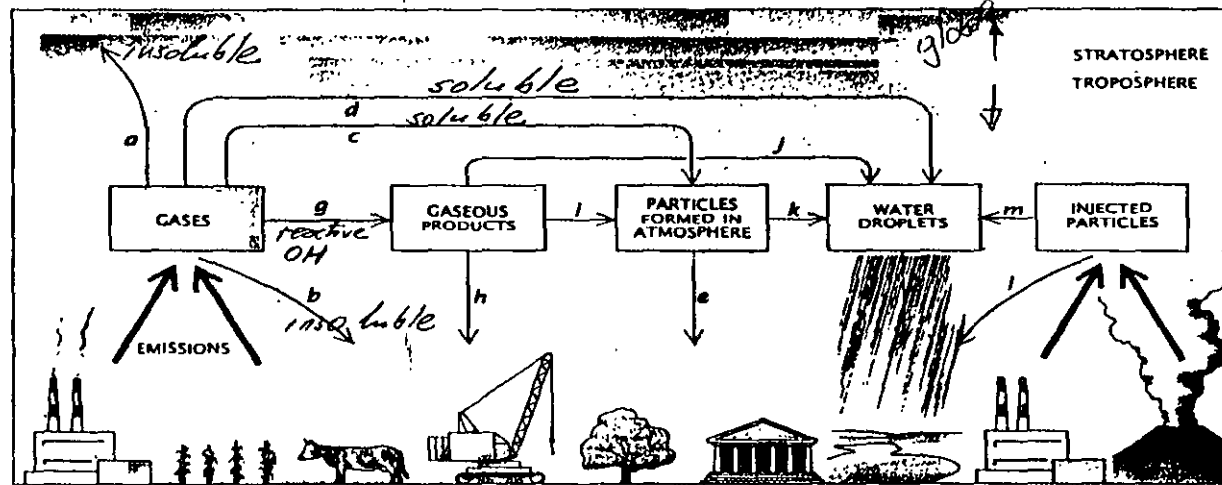 insoluble
global
STRATOSPHERE
TROPOSPHERE
soluble
d
soluble
c
a
j
GASES
g
reactive
OH
GASEOUS
PRODUCTS
i
PARTICLES
FORMED IN
ATMOSPHERE
k
WATER
DROPLETS
m
INJECTED
PARTICLES
b
insoluble
h
e
l
EMISSIONS